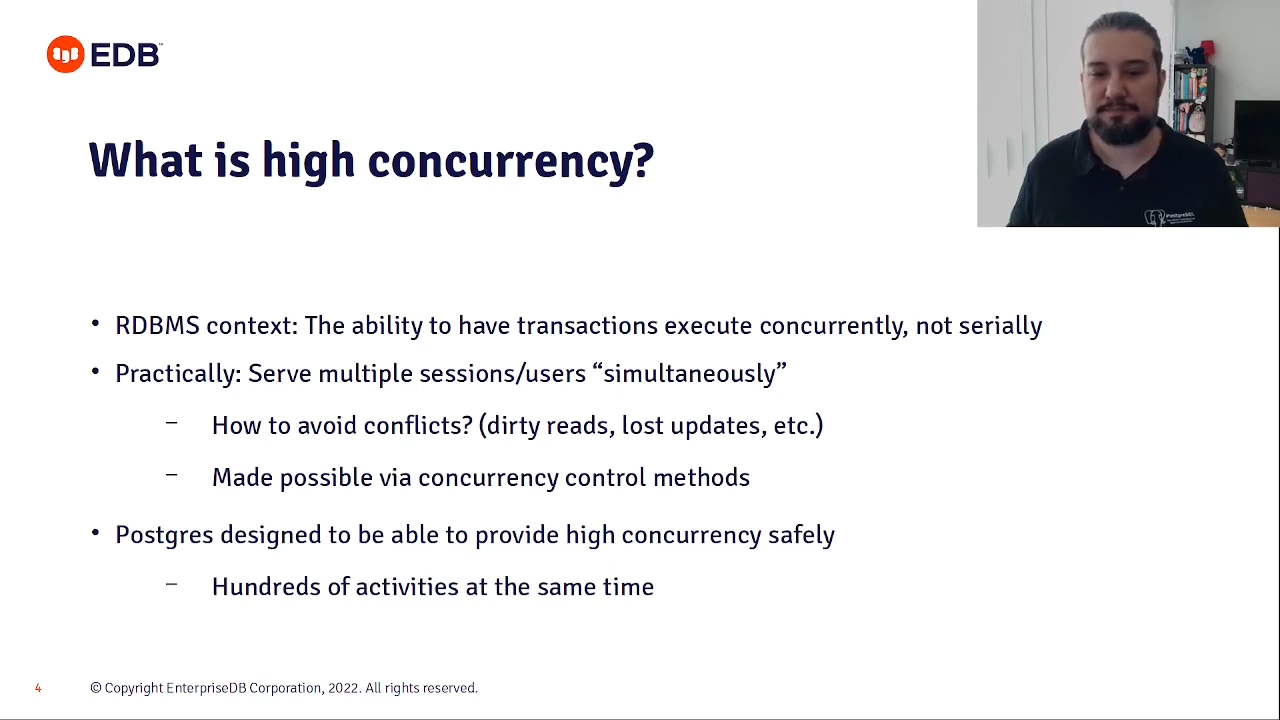 EDB™
What is high concurrency?
PostgreSQL
• RDBMS context: The ability to have transactions execute concurrently, not serially
• Practically: Serve multiple sessions/users “simultaneously”
– How to avoid conflicts? (dirty reads, lost updates, etc.)
– Made possible via concurrency control methods
• Postgres designed to be able to provide high concurrency safely
– Hundreds of activities at the same time
4 © Copyright EnterpriseDB Corporation, 2022. All rights reserved.